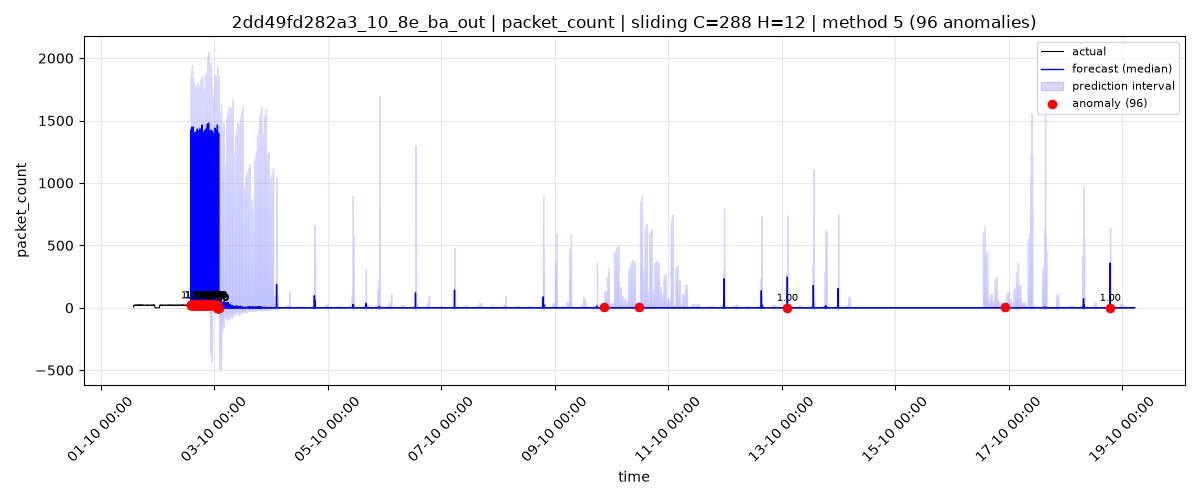 2dd49fd282a3_10_8e_ba_out | packet_count | sliding C=288 H=12 | method 5 (96 anomalies)
actual
forecast (median)
prediction interval
anomaly (96)
packet_count
2000
1500
1000
500
0
−500
1.00
1.00
01-10 00:00
03-10 00:00
05-10 00:00
07-10 00:00
09-10 00:00
11-10 00:00
13-10 00:00
15-10 00:00
17-10 00:00
19-10 00:00
time